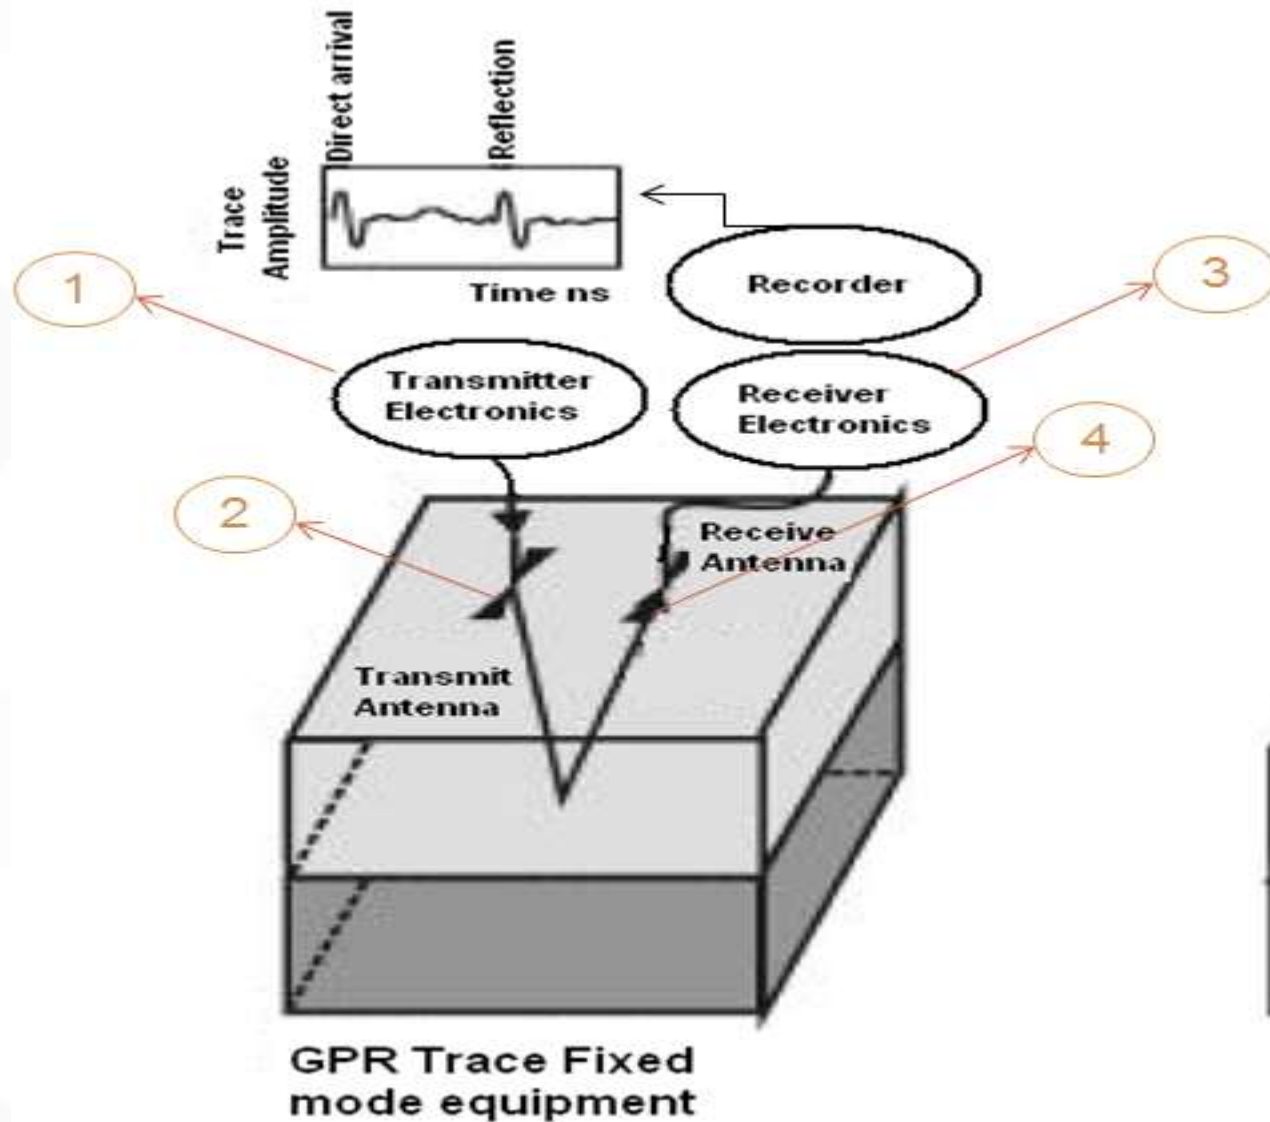 Direct arrival
Reflection
Trace
Amplitude
Time ns
Recorder
1
3
Transmitter
Electronics
Receiver
Electronics
4
2
Receive
Antenna
Transmit
Antenna
GPR Trace Fixed
mode equipment